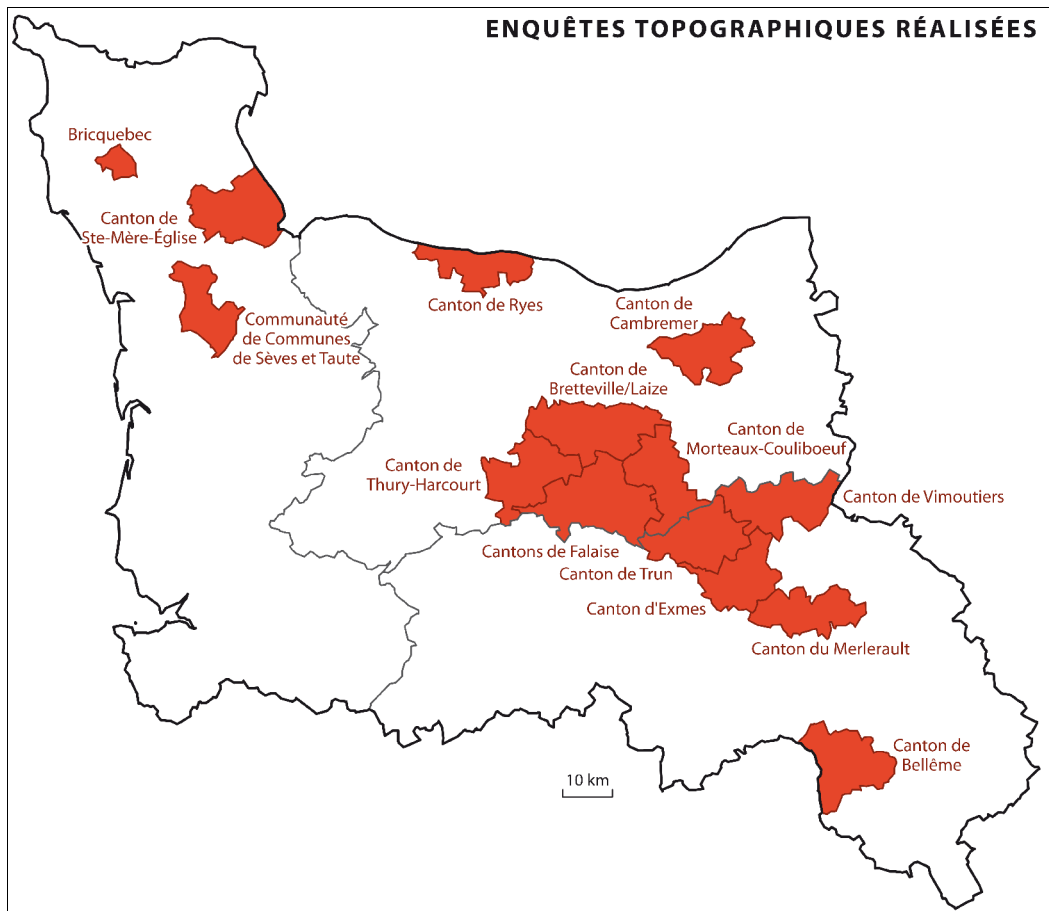 ENQUÊTES TOPOGRAPHIQUES RÉALISÉES
Bricquebec
Canton de
Ste-Mère-Église
Communauté
de Communes
de Sèves et Taute
Canton de Ryes
Canton de
Cambremer
Canton de
Bretteville/Laize
Canton de
Morteaux-Couliboeuf
Canton de
Thury-Harcourt
Canton de Vimoutiers
Cantons de Falaise
Canton de Trun
Canton d'Exmes
Canton du Merlerault
Canton de
Bellême
10 km